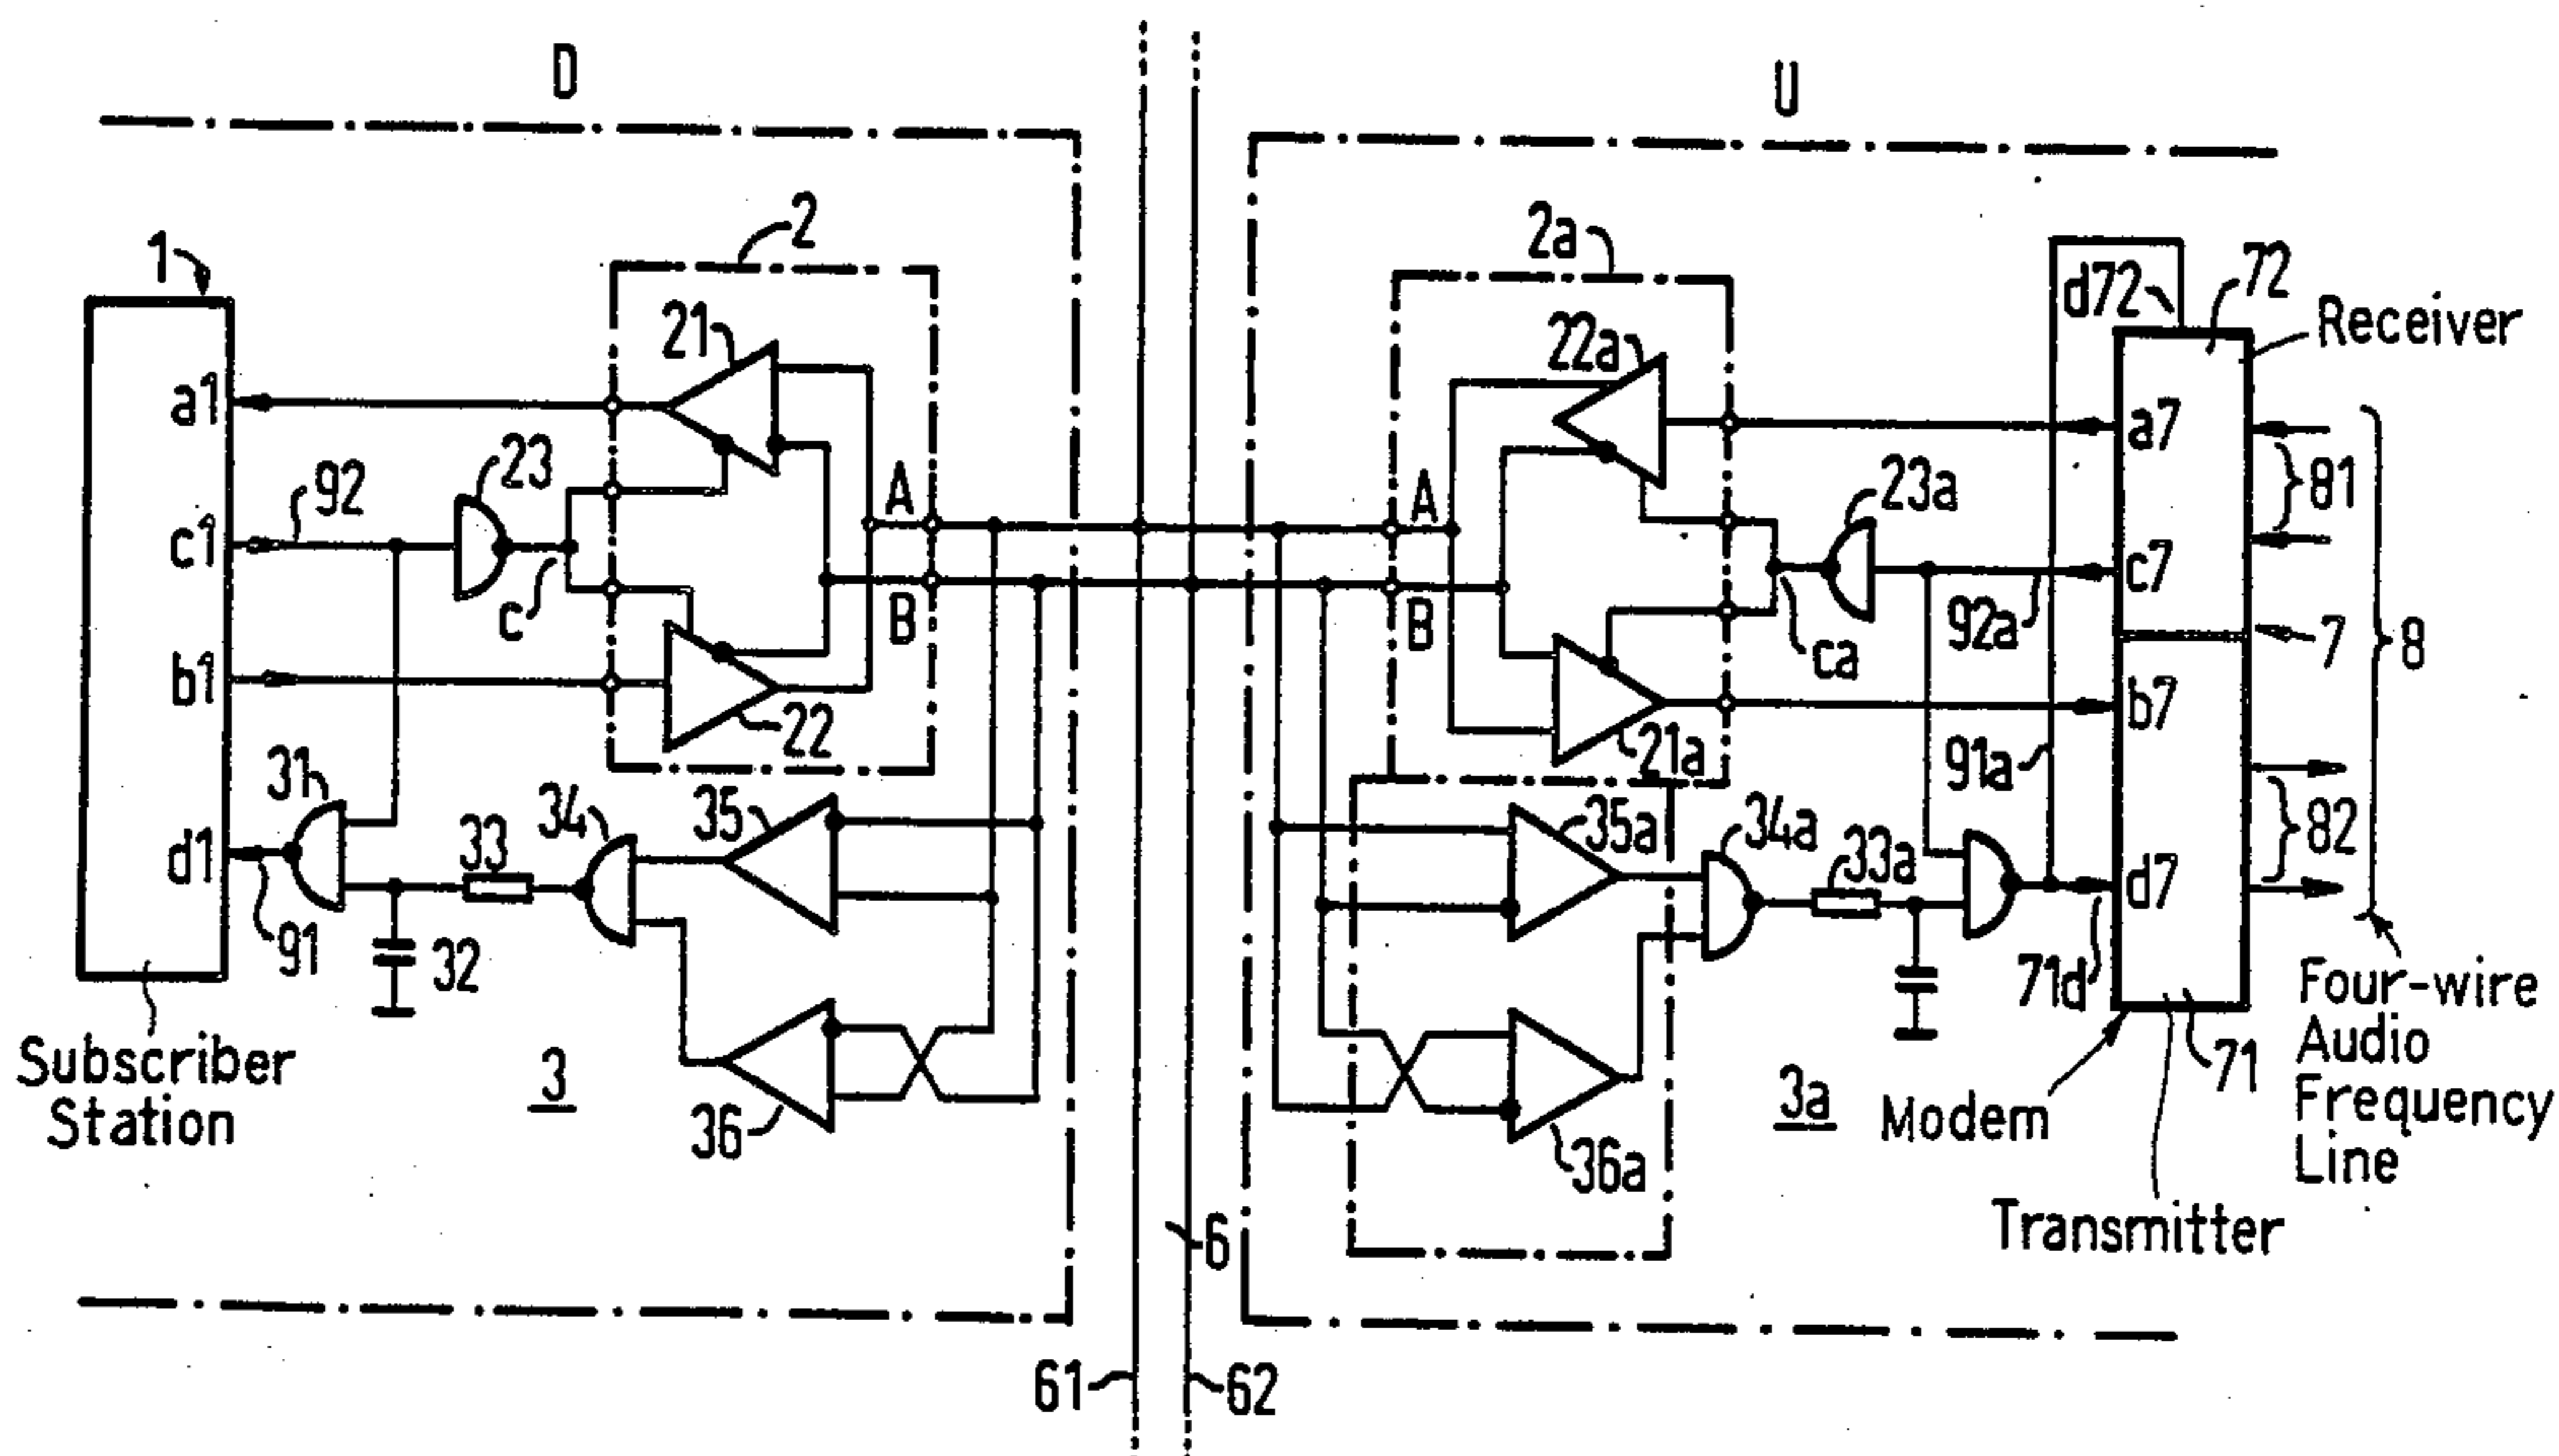 D
U
2
2a
1
72
d72
Receiver
21
22a
a1
a7
23
A
A
23a
81
92
c1
c7
c
B
B
92a
7
8
ca
b1
b7
22
21a
91a
31
34
35
35a
34a
82
33
33a
d1
d7
91
32
71d
Four-wire
Audio
Frequency
Line
Subscriber
Station
3
36
36a
3a
Modem
71
Transmitter
6
61
62